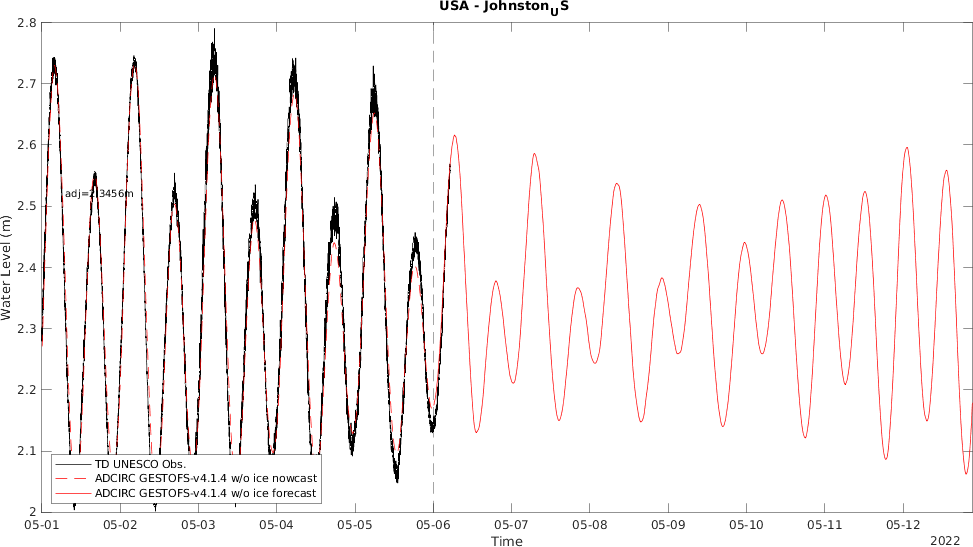 USA - Johnston_US
2.8
2.7
2.6
2.5
2.4
2.3
2.2
2.1
2
Water Level (m)
adj=2.3456m
TD UNESCO Obs.
ADCIRC GESTOFS-v4.1.4 w/o ice nowcast
ADCIRC GESTOFS-v4.1.4 w/o ice forecast
05-01 05-02 05-03 05-04 05-05 05-06 05-07 05-08 05-09 05-10 05-11 05-12
Time
2022